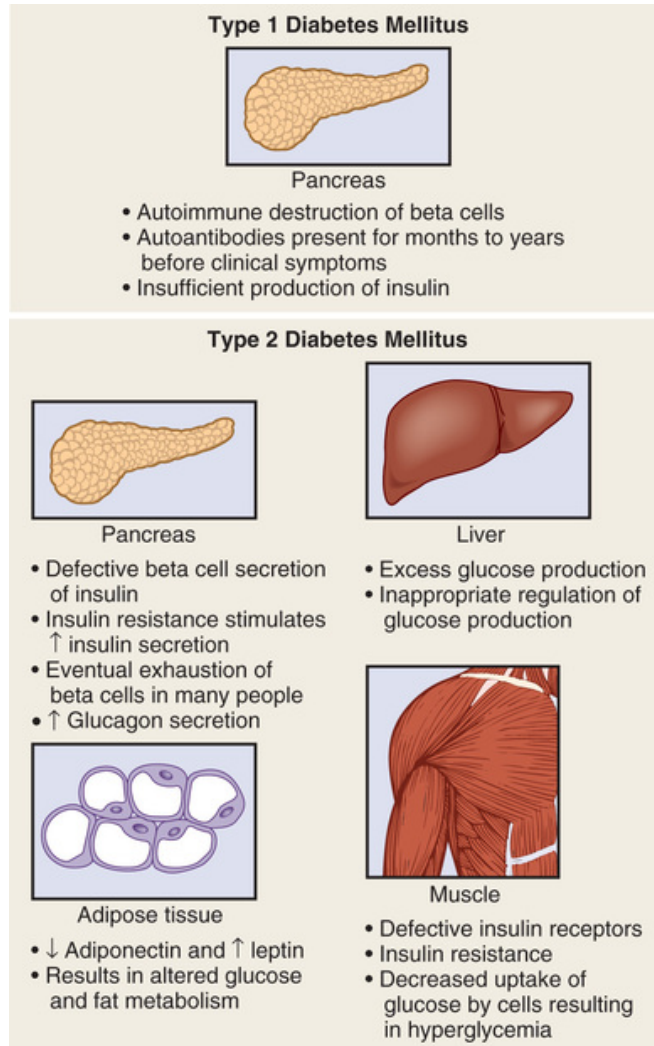 Type 1 Diabetes Mellitus
Pancreas
• Autoimmune destruction of beta cells
• Autoantibodies present for months to years
before clinical symptoms
• Insufficient production of insulin
Type 2 Diabetes Mellitus
Pancreas
• Defective beta cell secretion
of insulin
• Insulin resistance stimulates
↑ insulin secretion
• Eventual exhaustion of
beta cells in many people
• ↑ Glucagon secretion
Liver
• Excess glucose production
• Inappropriate regulation of
glucose production
Adipose tissue
• ↓ Adiponectin and ↑ leptin
• Results in altered glucose
and fat metabolism
Muscle
• Defective insulin receptors
• Insulin resistance
• Decreased uptake of
glucose by cells resulting
in hyperglycemia